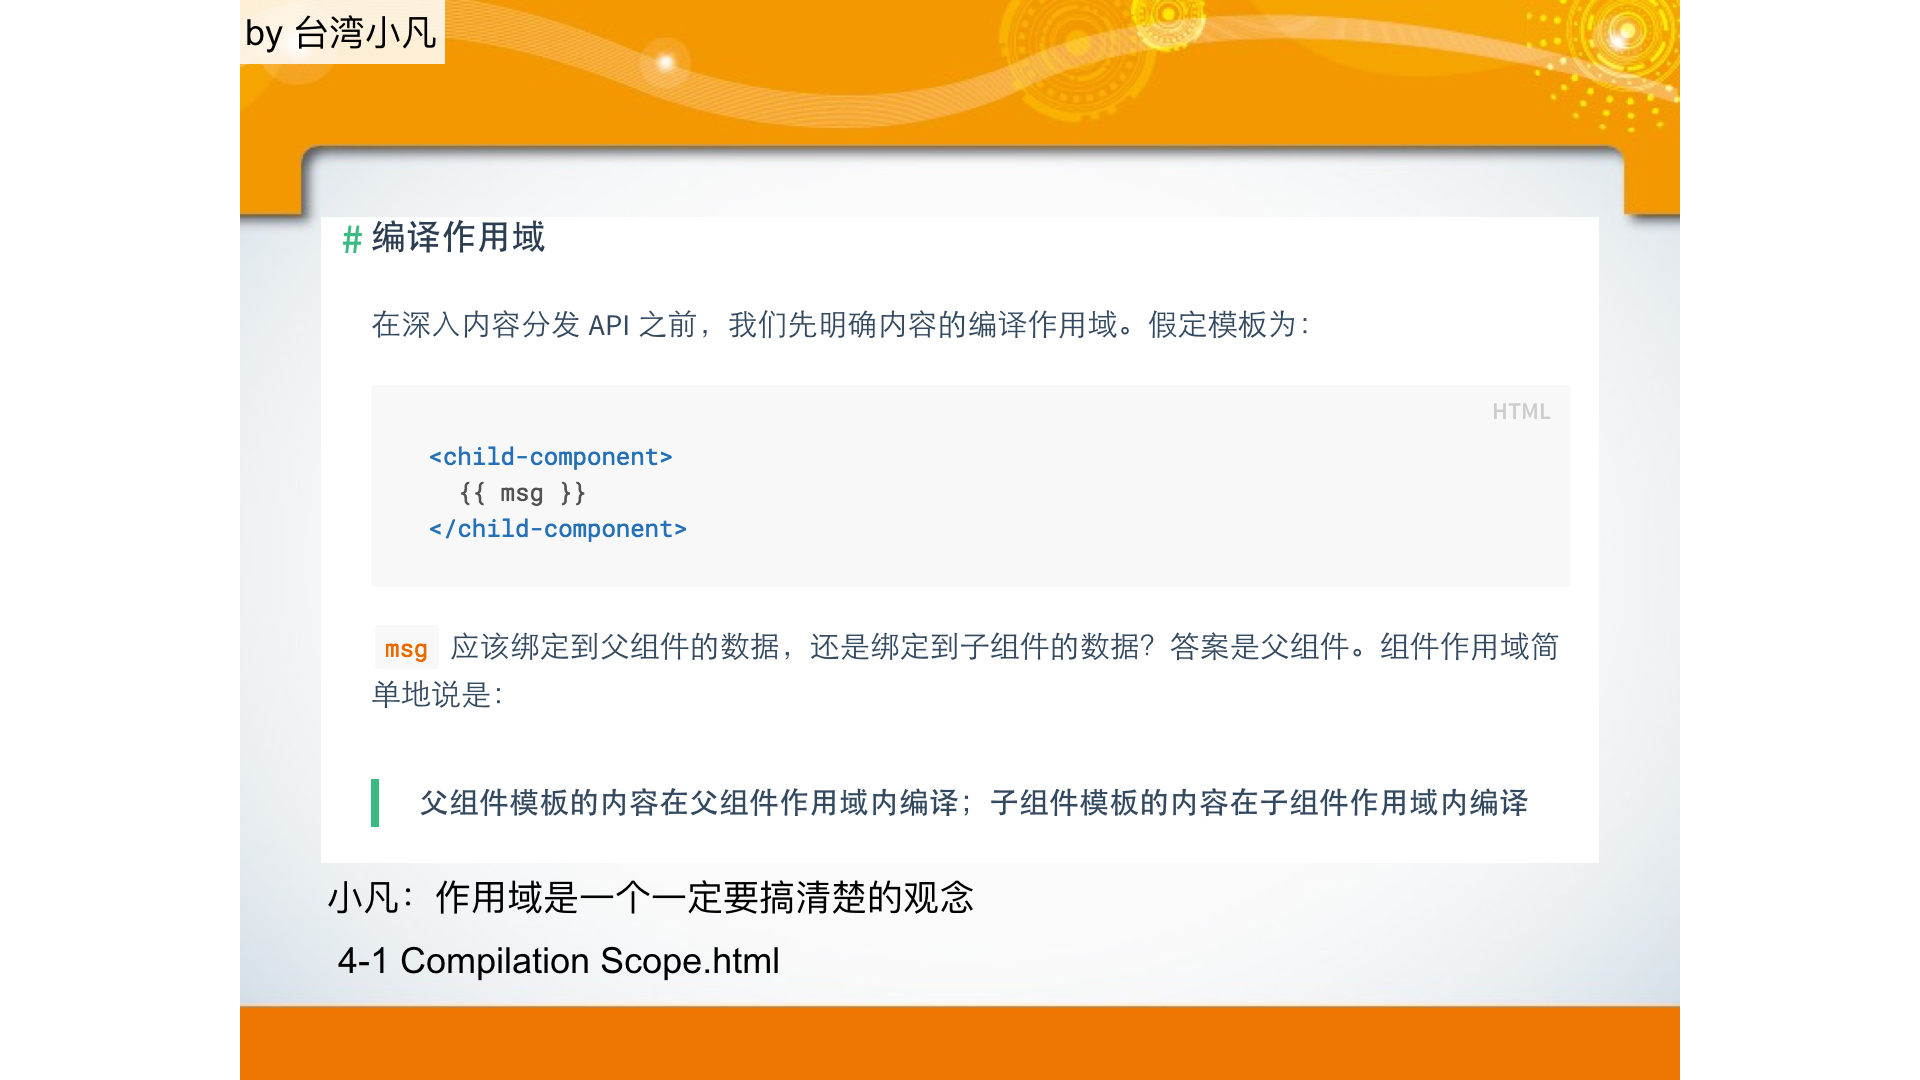 by 台湾小凡
# 编译作用域
在深入内容分发 API 之前，我们先明确内容的编译作用域。假定模板为：
HTML
<child-component>
  {{ msg }}
</child-component>
msg 应该绑定到父组件的数据，还是绑定到子组件的数据？答案是父组件。组件作用域简
单地说是：
父组件模板的内容在父组件作用域内编译；子组件模板的内容在子组件作用域内编译
小凡：作用域是一个一定要搞清楚的观念
4-1 Compilation Scope.html